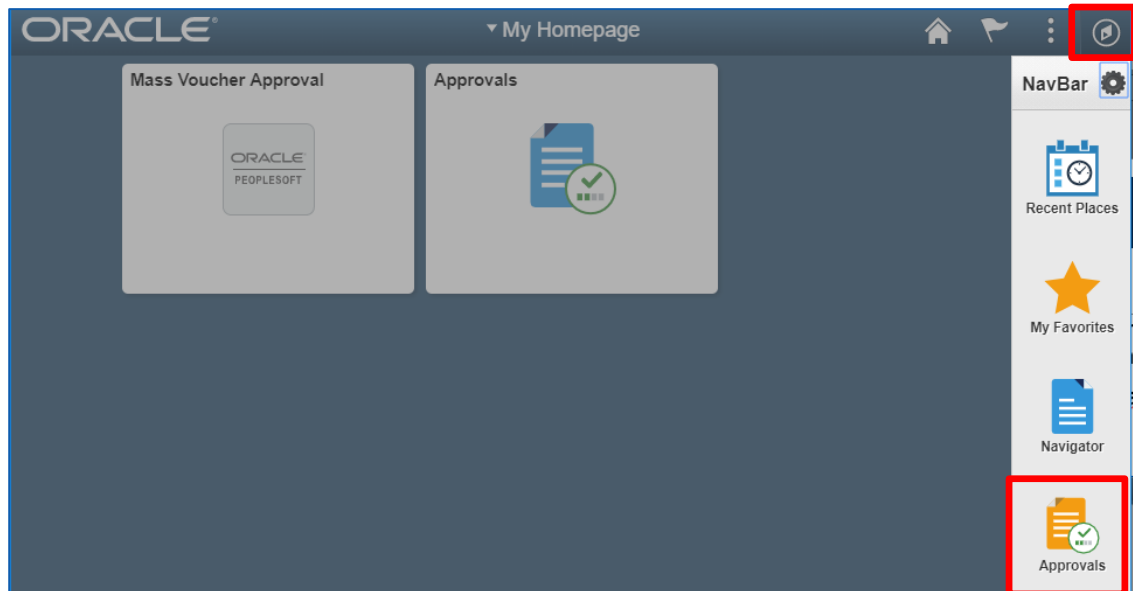 ORACLE®
My Homepage
Mass Voucher Approval
Approvals
ORACLE
PEOPLESOFT
NavBar
Recent Places
My Favorites
Navigator
Approvals